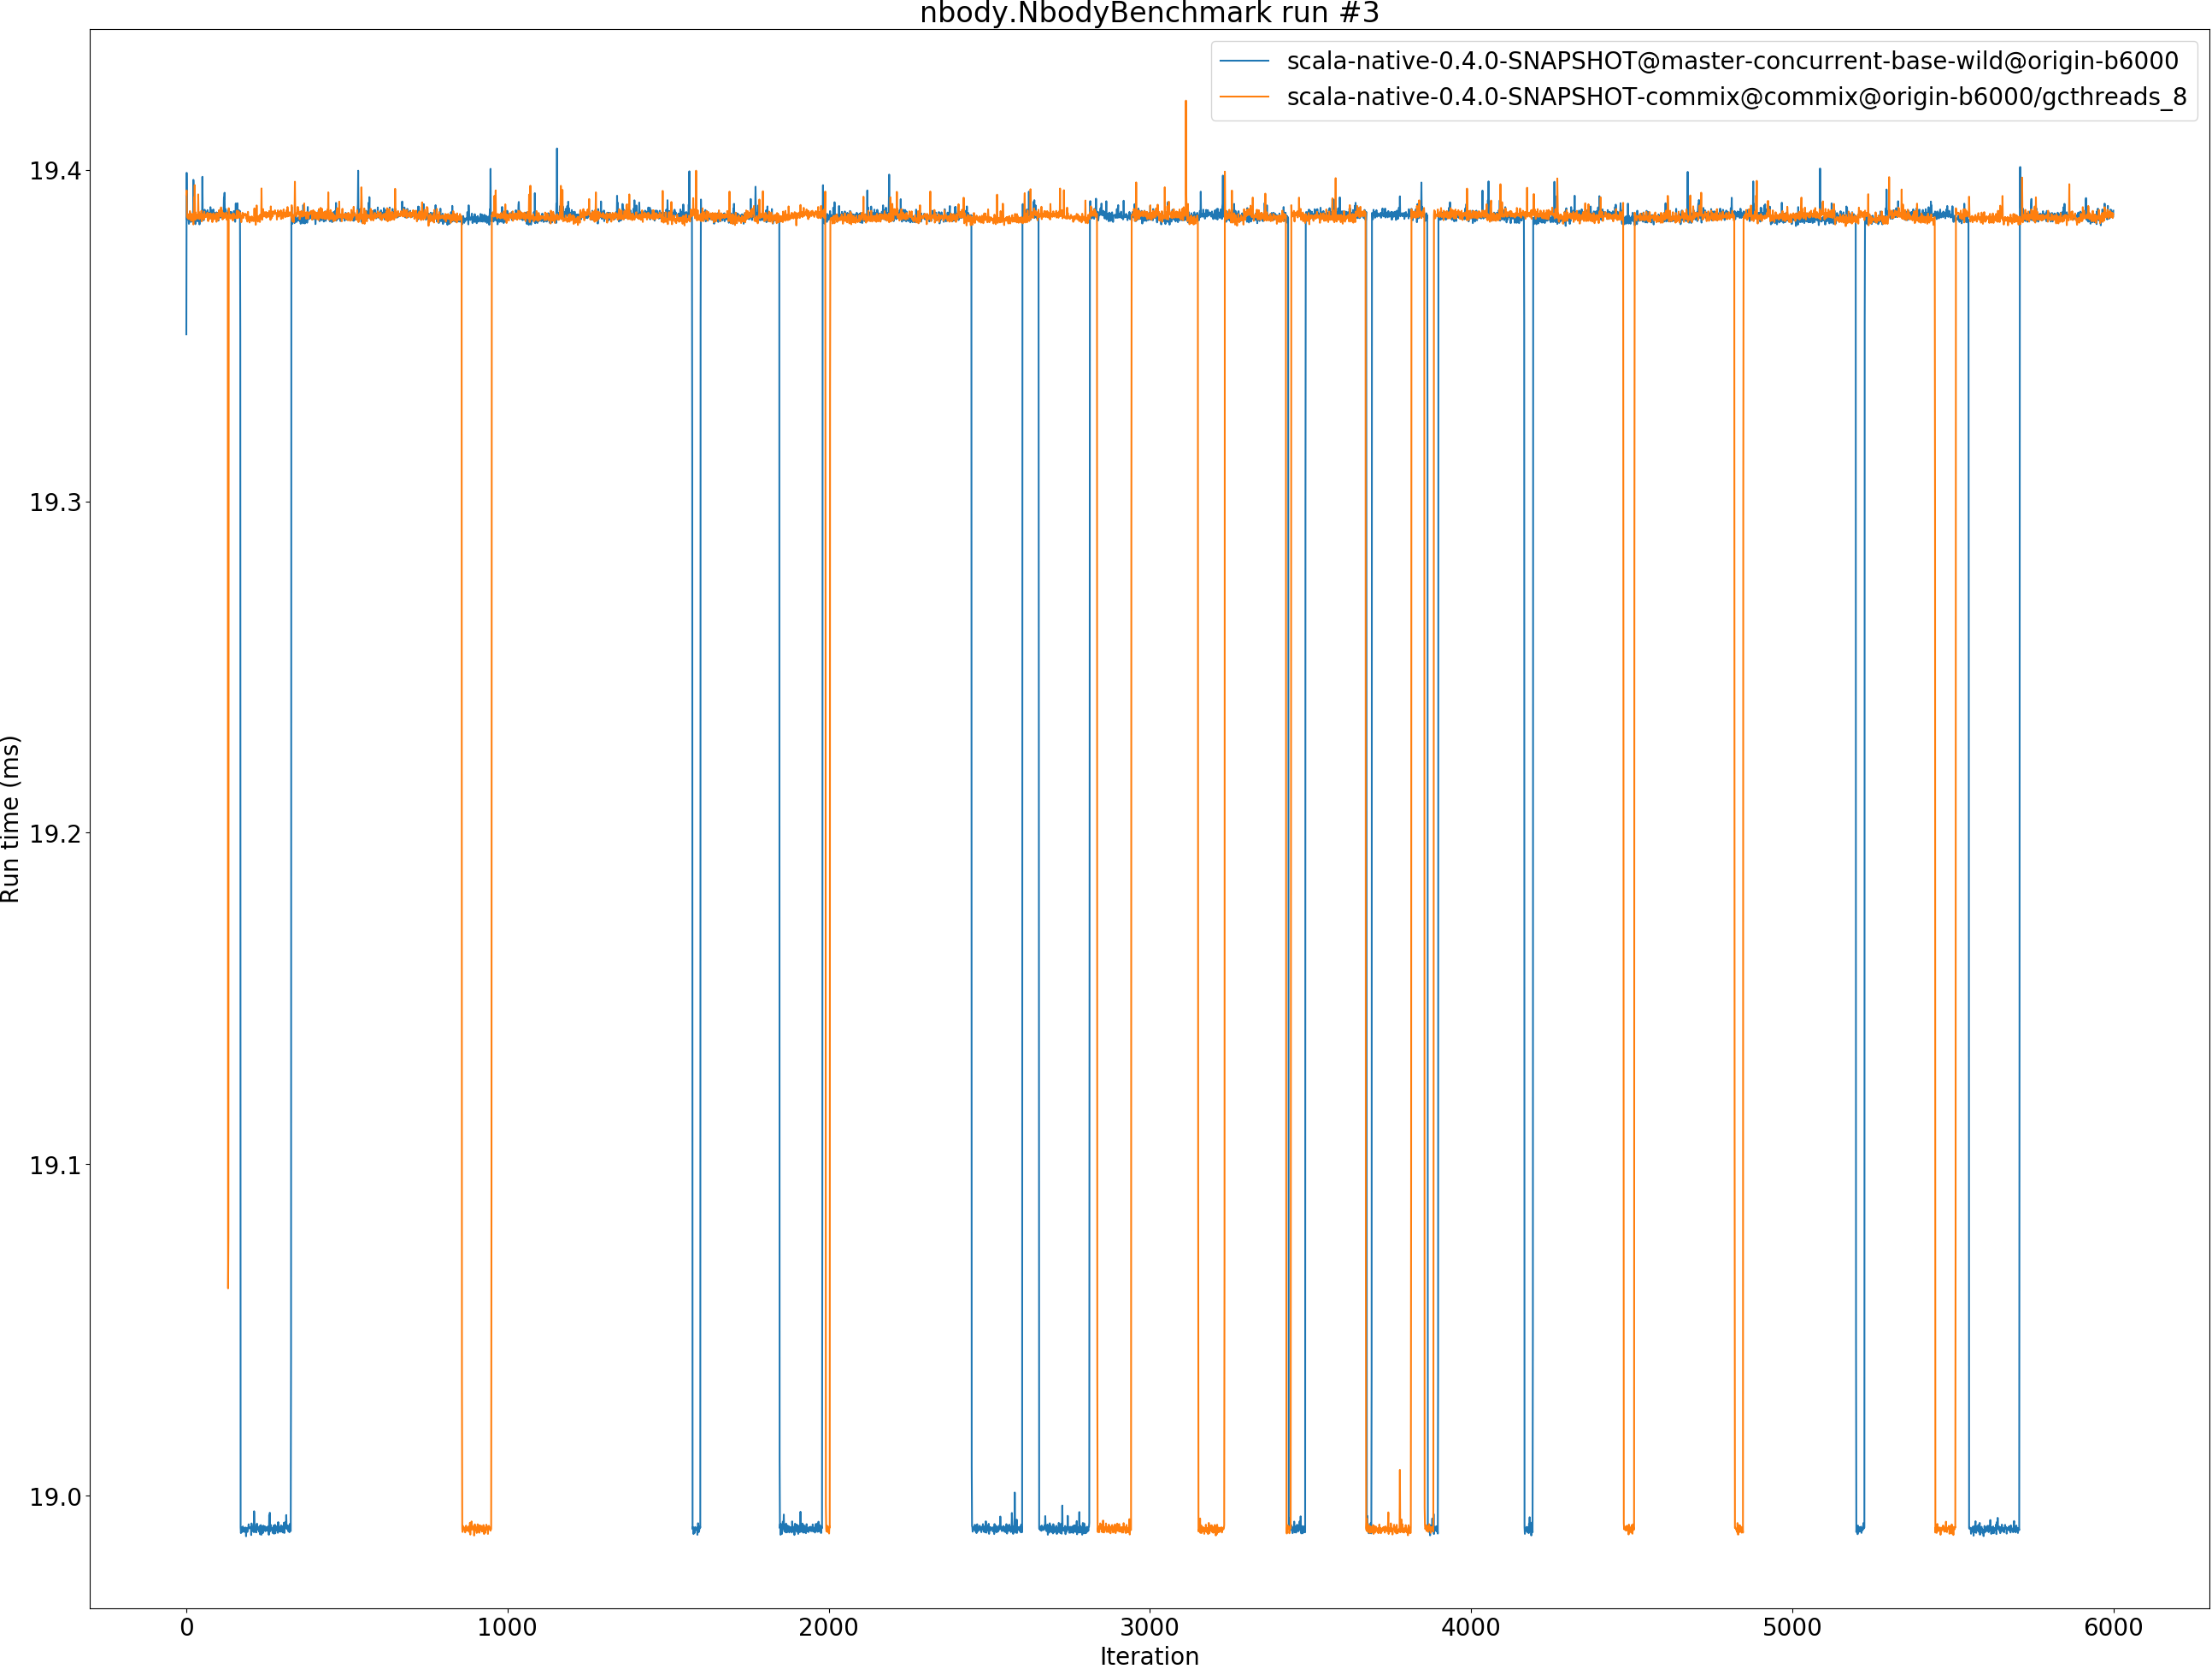 nbody.NbodyBenchmark run #3
scala-native-0.4.0-SNAPSHOT@master-concurrent-base-wild@origin-b6000
scala-native-0.4.0-SNAPSHOT-commix@commix@origin-b6000/gcthreads_8
19.4
19.3
19.2
19.1
19.0
Run time (ms)
0 1000 2000 3000 4000 5000 6000
Iteration